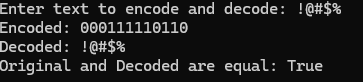 Enter text to encode and decode: !@#$%
Encoded: 000111110110
Decoded: !@#$%
Original and Decoded are equal: True